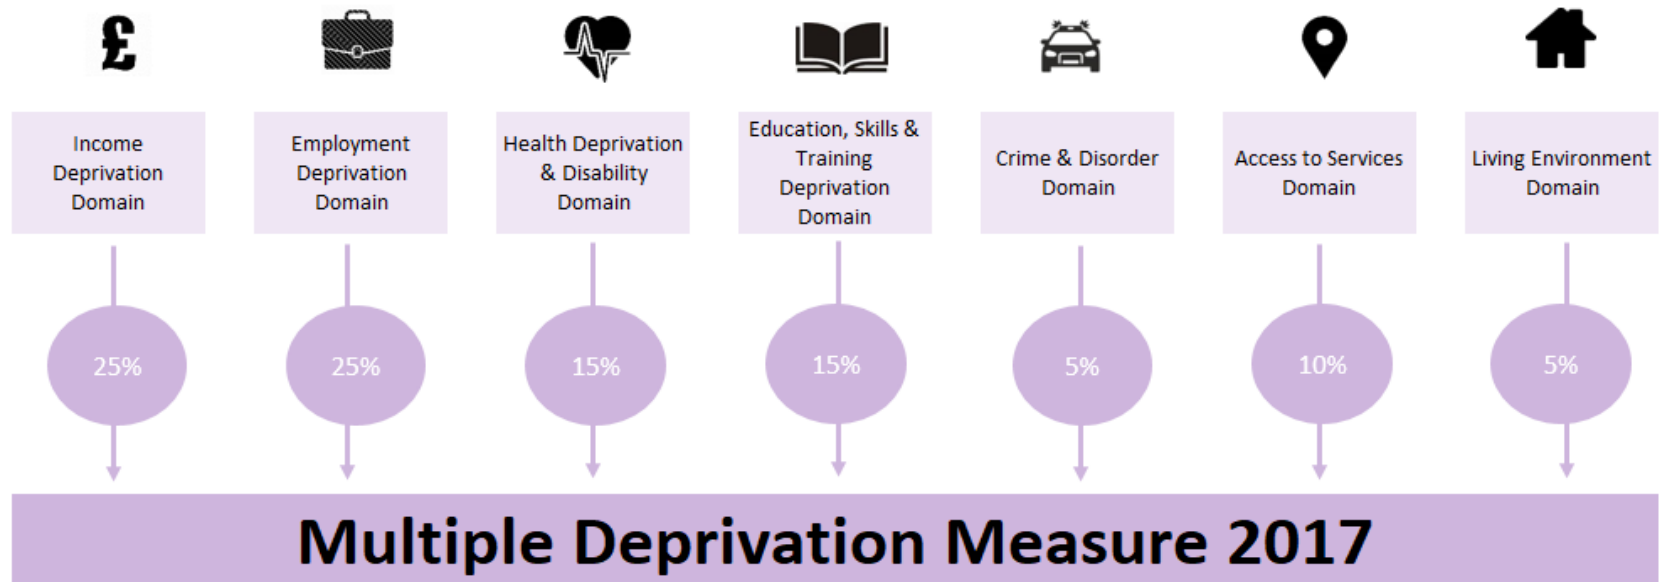 £
Income
Deprivation
Domain
Employment
Deprivation
Domain
Health Deprivation
& Disability
Domain
Education, Skills &
Training
Deprivation
Domain
Crime & Disorder
Domain
Access to Services
Domain
Living Environment
Domain
25%
25%
15%
15%
5%
10%
5%
Multiple Deprivation Measure 2017